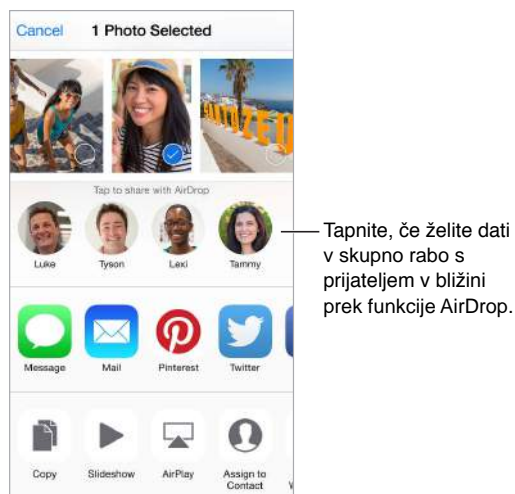 Cancel 1 Photo Selected
Tap to share with AirDrop
Luke Tyson Lexi Tammy
Tapnite, če želite dati
v skupno rabo s
prijateljem v bližini
prek funkcije AirDrop.
Message Mail Pinterest Twitter
Copy Slideshow AirPlay Assign to
Contact